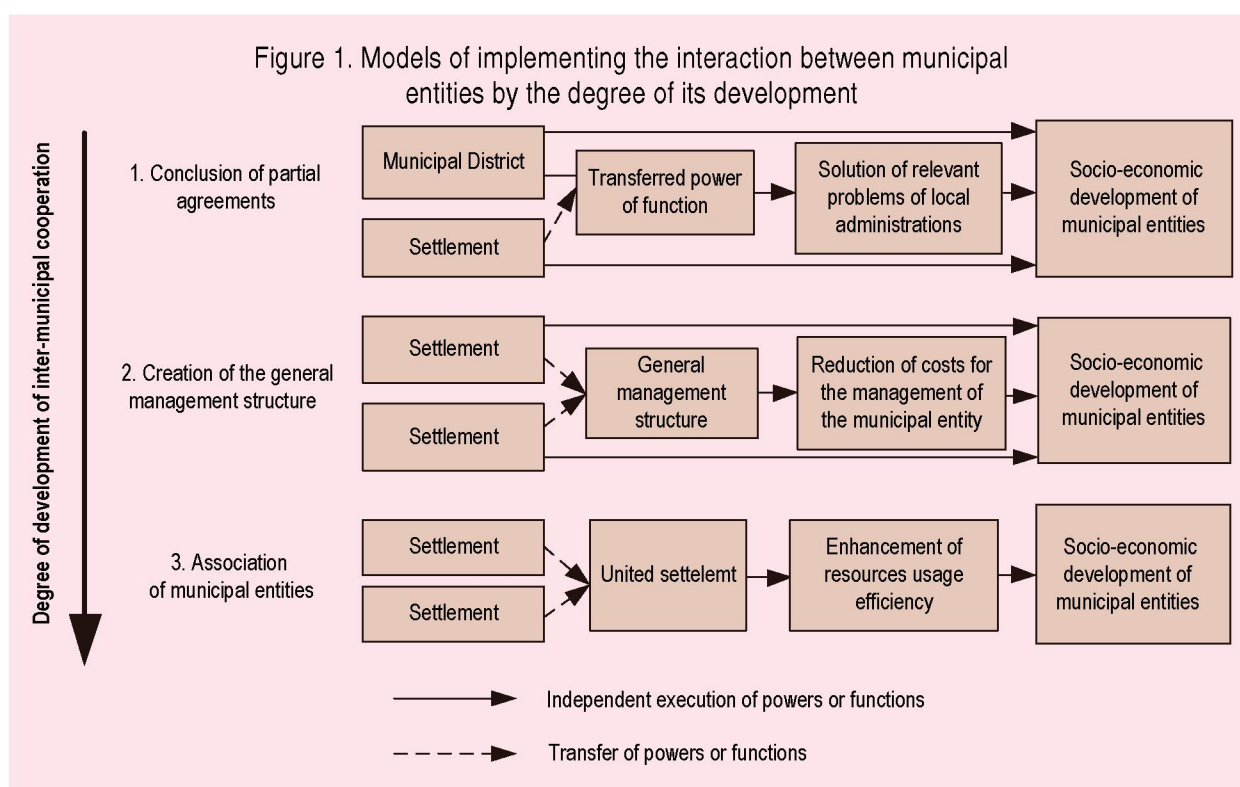 Figure 1. Models of implementing the interaction between municipal
entities by the degree of its development
Degree of development of inter-municipal cooperation
1. Conclusion of partial
agreements
Municipal District
Settlement
Transferred power
of function
Solution of relevant
problems of local
administrations
Socio-economic
development of
municipal entities
2. Creation of the general
management structure
Settlement
Settlement
General
management
structure
Reduction of costs for
the management of
the municipal entity
Socio-economic
development of
municipal entities
3. Association
of municipal entities
Settlement
Settlement
United settelemt
Enhancement of
resources usage
efficiency
Socio-economic
development of
municipal entities
Independent execution of powers or functions
Transfer of powers or functions